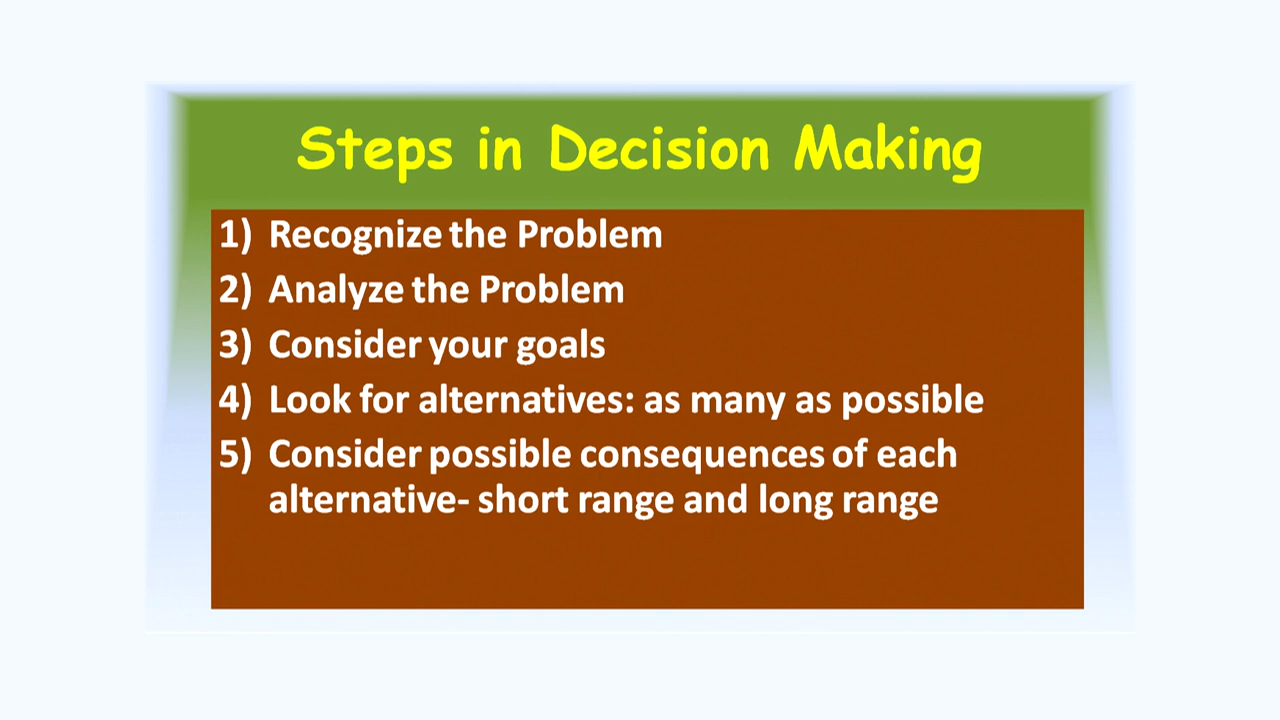 Steps in Decision Making
1) Recognize the Problem
2) Analyze the Problem
3) Consider your goals
4) Look for alternatives: as many as possible
5) Consider possible consequences of each
alternative- short range and long range